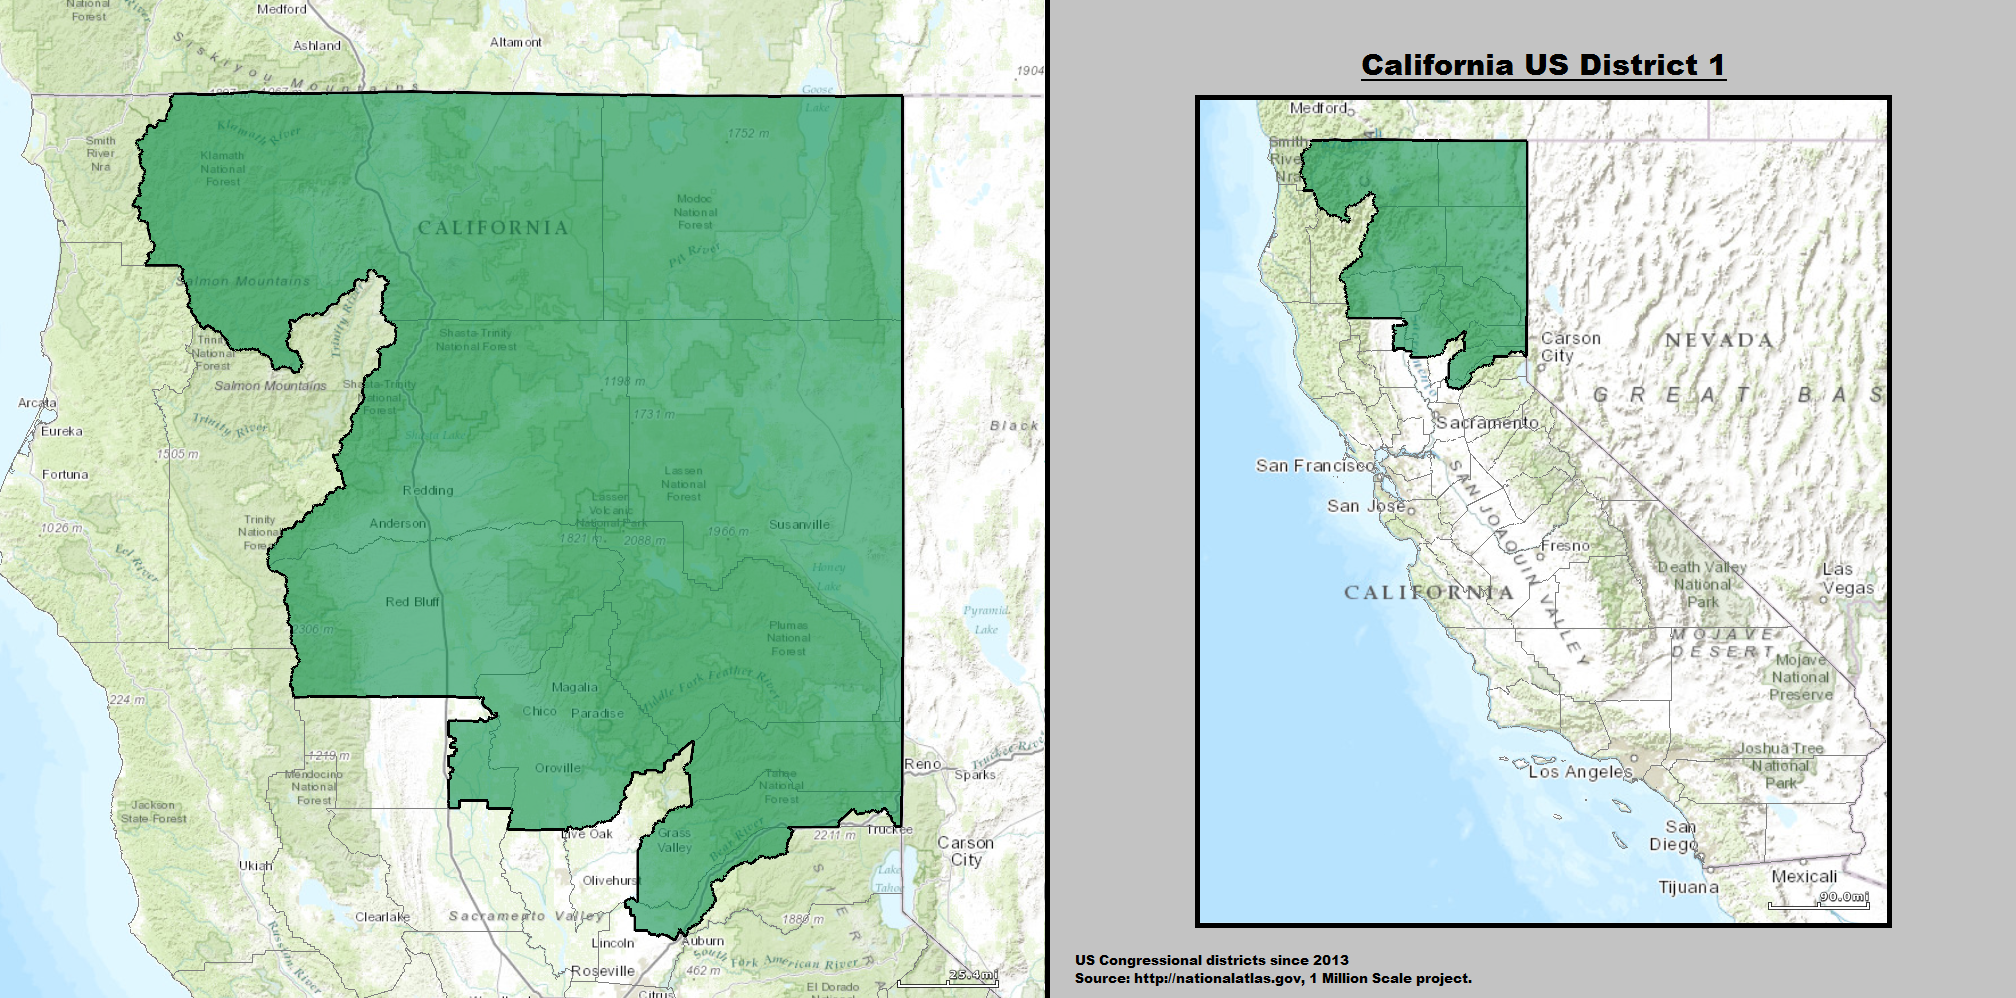 National
Forest
Medford
Ashland
Altamont
Siskiyou Mountains
1904
Goose
Lake
Smith
River
Nra
Klamath River
Klamath
National
Forest
1752 m
Modoc
National
Forest
CALIFORNIA
Pit River
Salmon Mountains
Trinity
National
Forest
Shasta-Trinity
National Forest
Salmon Mountains
Shasta-Trinity
National
Forest
1198 m
1731 m
Arcata
Eureka
Trinity River
Shasta Lake
Black
1505 m
Fortuna
Lassen
National
Forest
Redding
Lassen
Volcanic
National Park
1026 m
Trinity
National
Forest
Anderson
1966 m
Susanville
1821 m
2088 m
Eel River
Honey
Lake
Red Bluff
Pyramid
Lake
2306 m
Plumas
National
Forest
224 m
Magalia
Middle Fork Feather River
Chico
Paradise
1219 m
Mendocino
National
Forest
Oroville
Tahoe
National
Forest
Reno
Sparks
Truckee River
Jackson
State Forest
Live Oak
Grass
Valley
Bear River
2211 m
Truckee
Carson
City
Ukiah
Olivehurst
Lake
Tahoe
Clearlake
Sacramento Valley
1880 m
Russian River
Lincoln
Auburn
South Fork American River
Roseville
462 m
25.4mi
Citrus
El Dorado
National
California US District 1
Medford
Smith
River
Nra
Carson
City
NEVADA
GREAT BAS
Sacramento
San Francisco
San Jose
SAN JOAQUIN VALLEY
Fresno
Death Valley
National
Park
Las
Vegas
CALIFORNIA
MOJAVE
DESERT
Mojave
National
Preserve
Joshua Tree
National
Park
Los Angeles
San
Diego
Tijuana
Mexicali
90.0mi
US Congressional districts since 2013
Source: http://nationalatlas.gov, 1 Million Scale project.